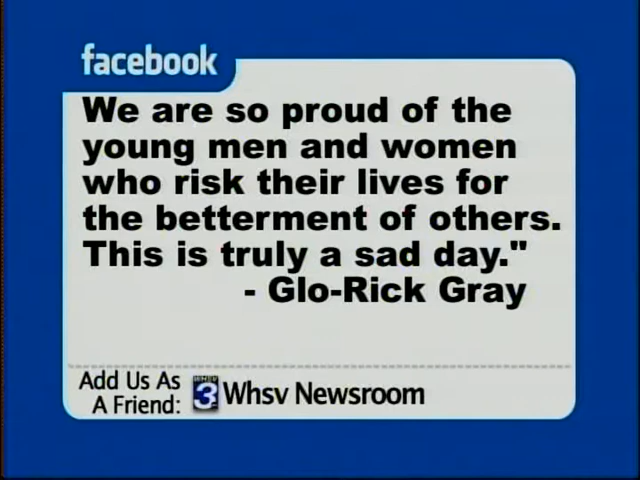 facebook
We are so proud of the
young men and women
who risk their lives for
the betterment of others.
This is truly a sad day."
- Glo-Rick Gray
Add Us As
A Friend:
WHSV
3
Whsv Newsroom